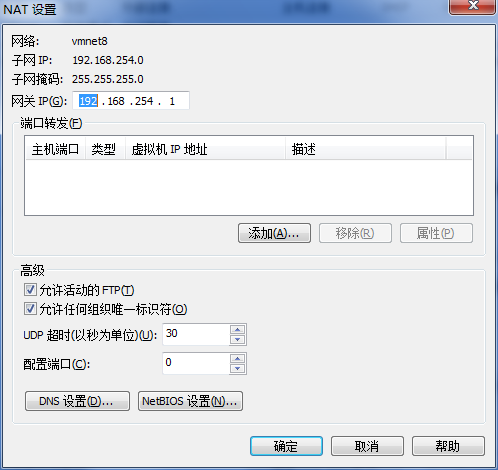 NAT 设置
网络: vmnet8
子网 IP: 192.168.254.0
子网掩码: 255.255.255.0
网关 IP(G): 192 .168 .254 . 1
端口转发(F)
主机端口 类型 虚拟机 IP 地址 描述
添加(A)... 移除(R) 属性(P)
高级
允许活动的 FTP(T)
允许任何组织唯一标识符(O)
UDP 超时(以秒为单位)(U): 30
配置端口(C): 0
DNS 设置(D)... NetBIOS 设置(N)...
确定 取消 帮助